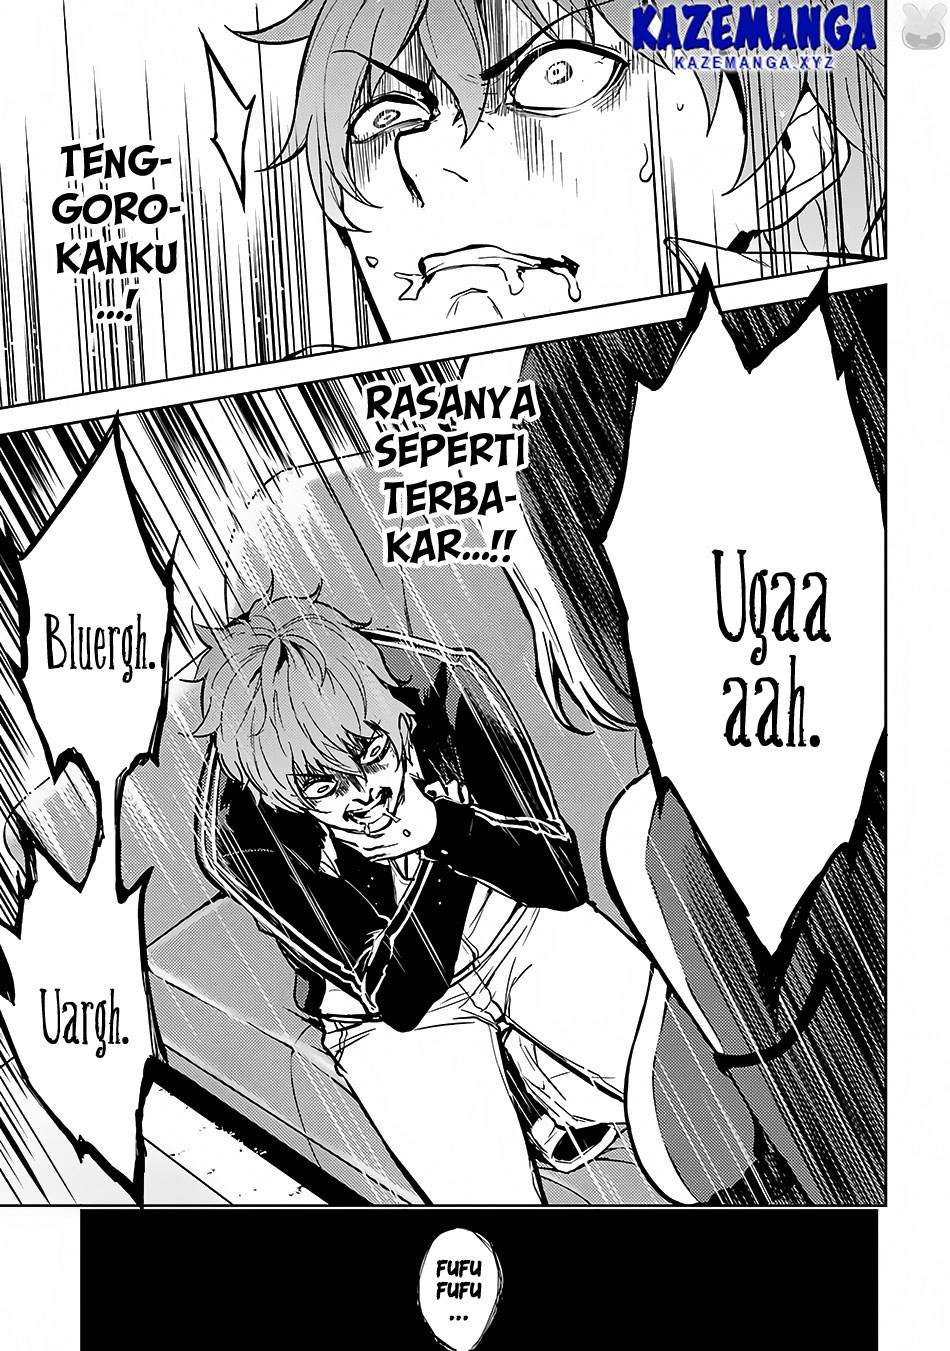 KAZEMANGA
KAZEMANGA.XYZ
TENG-
GORO-
KANKU
...!
RASANYA
SEPERTI
TERBA-
KAR...!!
Ugaa
aah.
Bluergh.
Uargh.
FUFU
FUFU
...